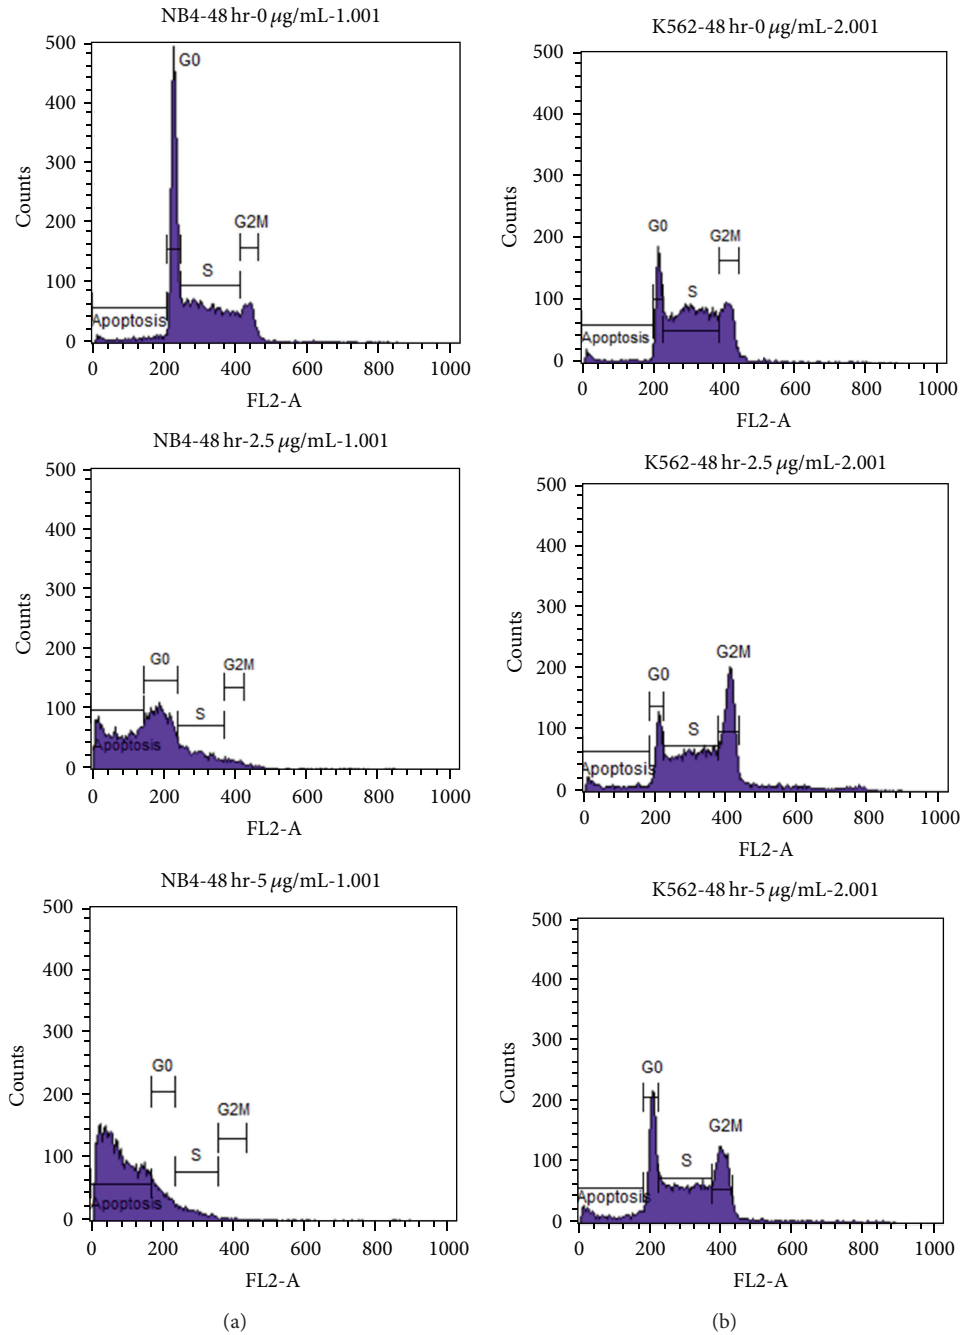 NB4-48 hr-0 μg/mL-1.001
500
400
300
200
100
0
Counts
G0
G2M
S
Apoptosis
0 200 400 600 800 1000
FL2-A
K562-48 hr-0 μg/mL-2.001
500
400
300
200
100
0
Counts
G0
G2M
S
Apoptosis
0 200 400 600 800 1000
FL2-A
NB4-48 hr-2.5 μg/mL-1.001
500
400
300
200
100
0
Counts
G0
G2M
S
Apoptosis
0 200 400 600 800 1000
FL2-A
K562-48 hr-2.5 μg/mL-2.001
500
400
300
200
100
0
Counts
G2M
G0
S
Apoptosis
0 200 400 600 800 1000
FL2-A
NB4-48 hr-5 μg/mL-1.001
500
400
300
200
100
0
Counts
G0
G2M
S
Apoptosis
0 200 400 600 800 1000
FL2-A
K562-48 hr-5 μg/mL-2.001
500
400
300
200
100
0
Counts
G0
G2M
S
Apoptosis
0 200 400 600 800 1000
FL2-A
(a)
(b)